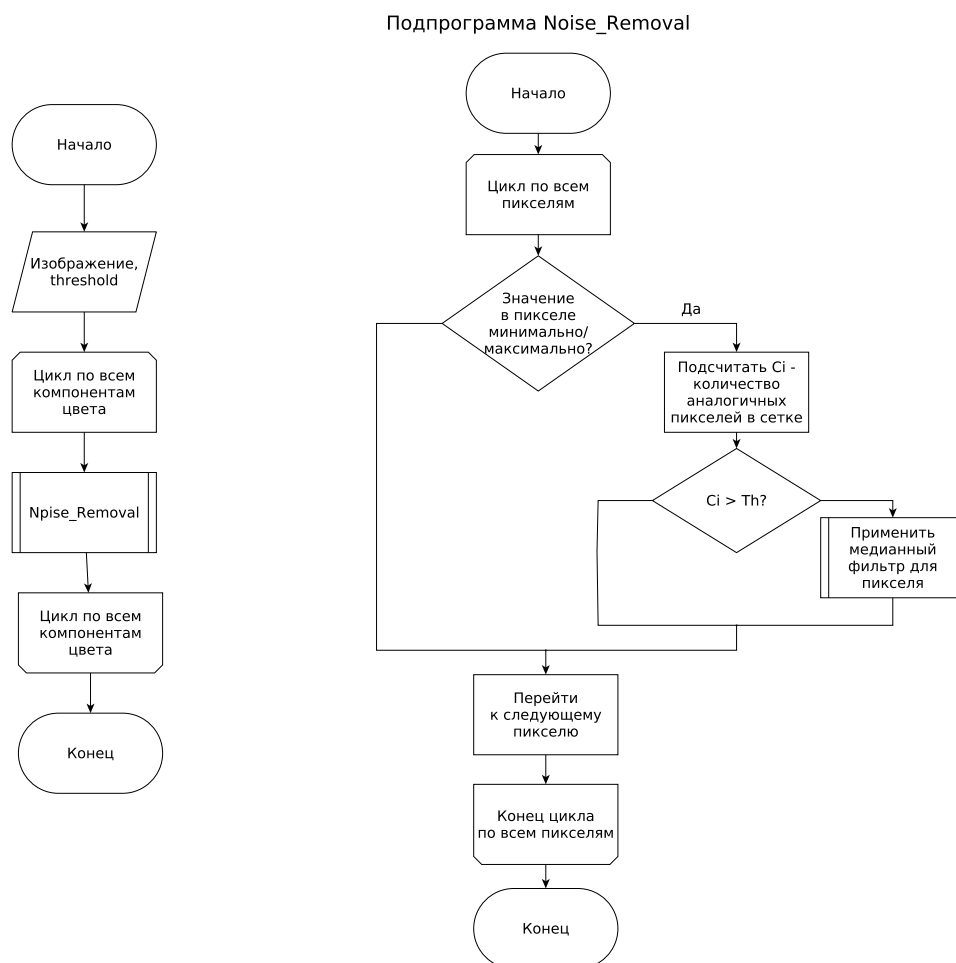 Подпрограмма Noise_Removal
Начало
Изображение,
threshold
Цикл по всем
компонентам
цвета
Npise_Removal
Цикл по всем
компонентам
цвета
Конец
Начало
Цикл по всем
пикселям
Значение
в пикселе
минимально/
максимально?
Да
Подсчитать Ci -
количество
аналогичных
пикселей в сетке
Ci > Th?
Применить
медианный
фильтр для
пикселя
Перейти
к следующему
пикселю
Конец цикла
по всем пикселям
Конец